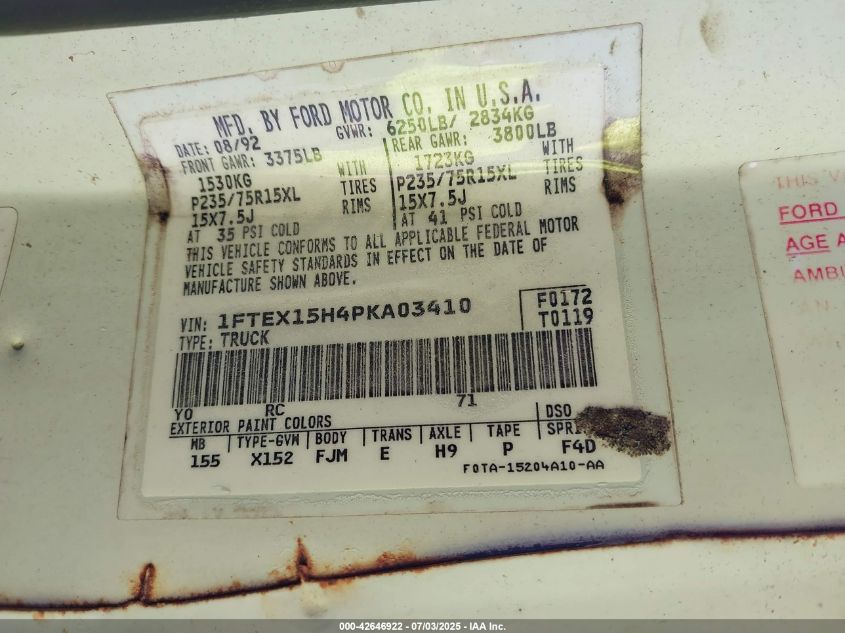 MFD. BY FORD MOTOR CO. IN U.S.A.
DATE: 08/92 GVWR: 6250LB/ 2834KG
FRONT GAWR: 3375LB REAR GAWR: 3800LB
1530KG WITH 1723KG WITH
P235/75R15XL TIRES P235/75R15XL TIRES
15X7.5J RIMS 15X7.5J RIMS
AT 35 PSI COLD AT 41 PSI COLD
THIS VEHICLE CONFORMS TO ALL APPLICABLE FEDERAL MOTOR
VEHICLE SAFETY STANDARDS IN EFFECT ON THE DATE OF
MANUFACTURE SHOWN ABOVE.
VIN: 1FTEX15H4PKA03410 F0172
TYPE: TRUCK T0119
YO RC 71
EXTERIOR PAINT COLORS DSO
MB TYPE-GVM BODY TRANS AXLE TAPE
155 X152 FJM E H9 P F4D
F0TA-15204A10-AA
THIS
FORD
AGE
000-42646922 - 07/03/2025 - IAA Inc.